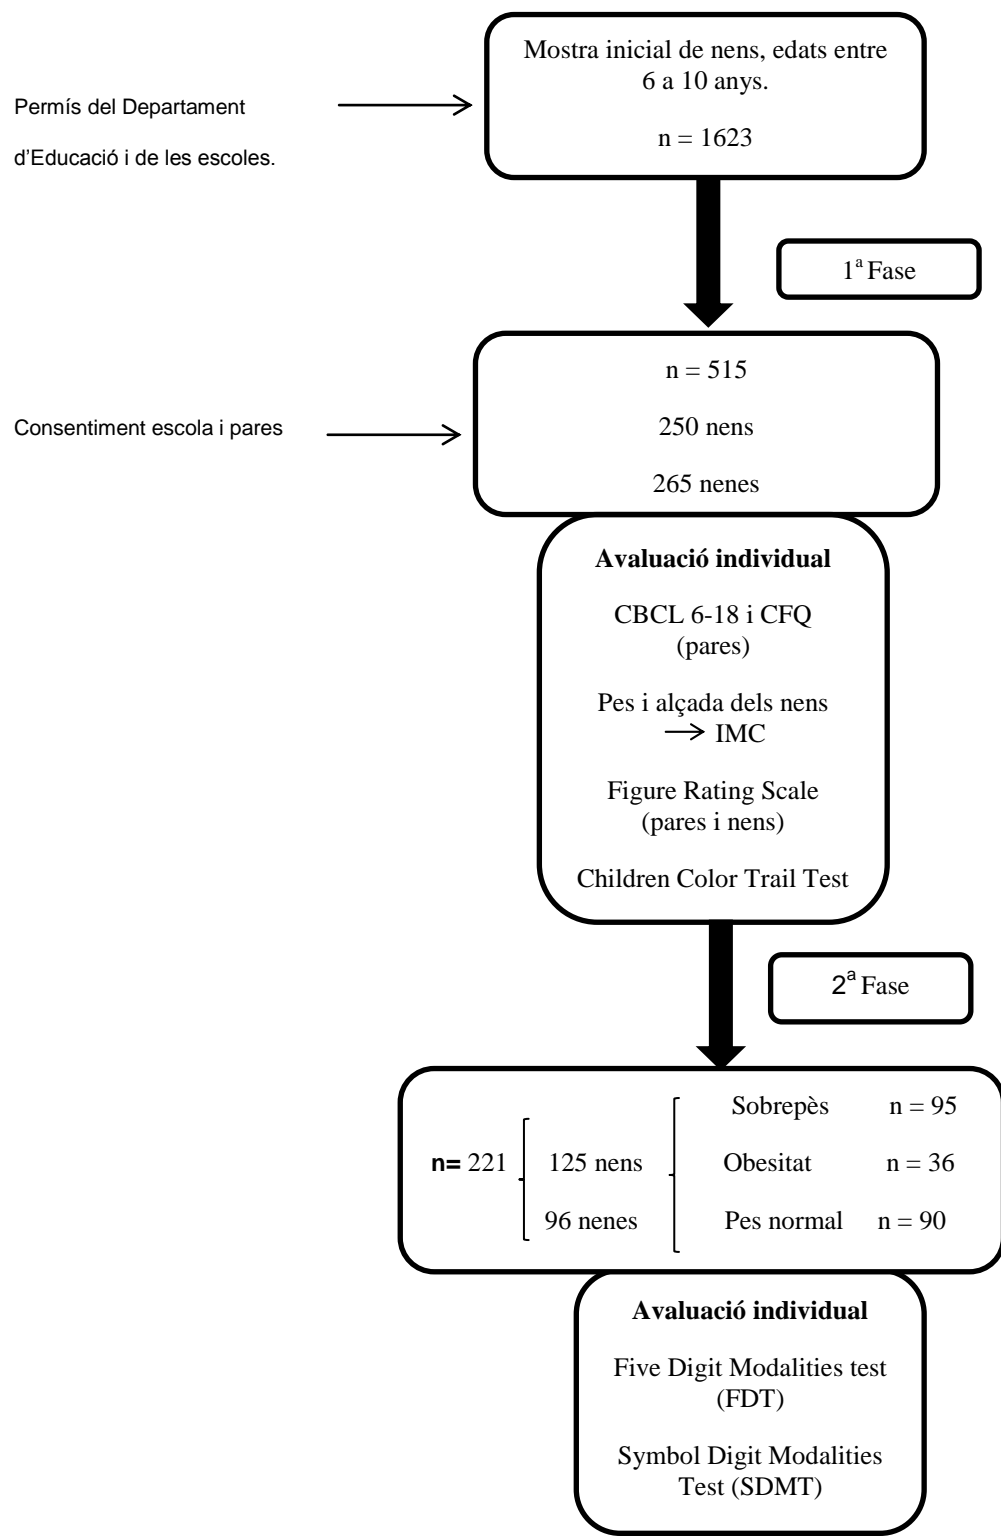 Mostra inicial de nens, edats entre
6 a 10 anys.
n = 1623
Permís del Departament
d’Educació i de les escoles.
1ª Fase
n = 515
250 nens
265 nenes
Consentiment escola i pares
Avaluació individual
CBCL 6-18 i CFQ
(pares)
Pes i alçada dels nens
→ IMC
Figure Rating Scale
(pares i nens)
Children Color Trail Test
2ª Fase
Sobrepès n = 95
n= 221 125 nens Obesitat n = 36
96 nenes Pes normal n = 90
Avaluació individual
Five Digit Modalities test
(FDT)
Symbol Digit Modalities
Test (SDMT)